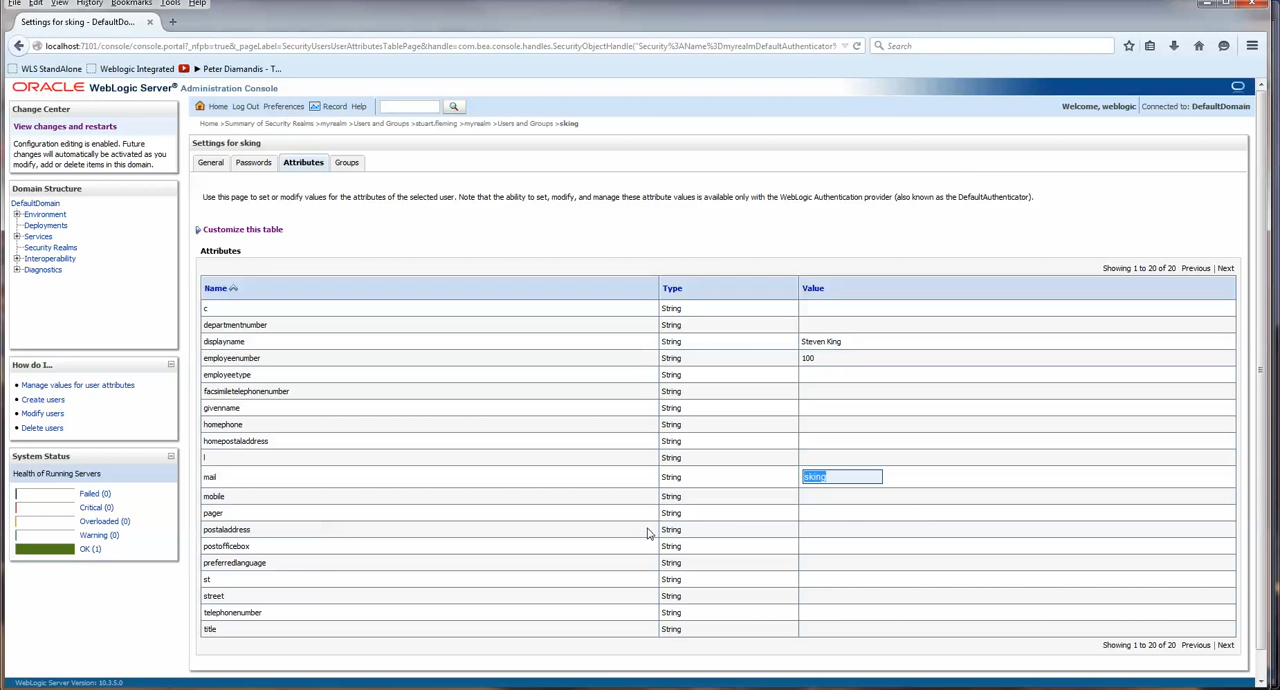 File Edit View History Bookmarks Tools Help
Settings for sking - DefaultDo... × +
localhost:7101/console/console.portal?_nfpb=true&_pageLabel=SecurityUsersUserAttributesTablePage&handle=com.bea.console.handles.SecurityObjectHandle("Security%3AName%3DmyrealmDefaultAuthenticator% Search
WLS StandAlone Weblogic Integrated ► Peter Diamandis - T...
ORACLE WebLogic Server® Administration Console
Change Center
View changes and restarts
Configuration editing is enabled. Future
changes will automatically be activated as you
modify, add or delete items in this domain.
Domain Structure
DefaultDomain
Environment
Deployments
Services
Security Realms
Interoperability
Diagnostics
How do I...
Manage values for user attributes
Create users
Modify users
Delete users
System Status
Health of Running Servers
Failed (0)
Critical (0)
Overloaded (0)
Warning (0)
OK (1)
Home Log Out Preferences Record Help
Welcome, weblogic Connected to: DefaultDomain
Home >Summary of Security Realms >myrealm >Users and Groups >stuart.fleming >myrealm >Users and Groups >sking
Settings for sking
General Passwords Attributes Groups
Use this page to set or modify values for the attributes of the selected user. Note that the ability to set, modify, and manage these attribute values is available only with the WebLogic Authentication provider (also known as the DefaultAuthenticator).
Customize this table
Attributes
Showing 1 to 20 of 20 Previous | Next
Name Type Value
c String
departmentnumber String
displayname String Steven King
employeenumber String 100
employeetype String
facsimiletelephonenumber String
givenname String
homephone String
homepostaladdress String
l String
mail String sking
mobile String
pager String
postaladdress String
postofficebox String
preferredlanguage String
st String
street String
telephonenumber String
title String
Showing 1 to 20 of 20 Previous | Next
WebLogic Server Version: 10.3.5.0